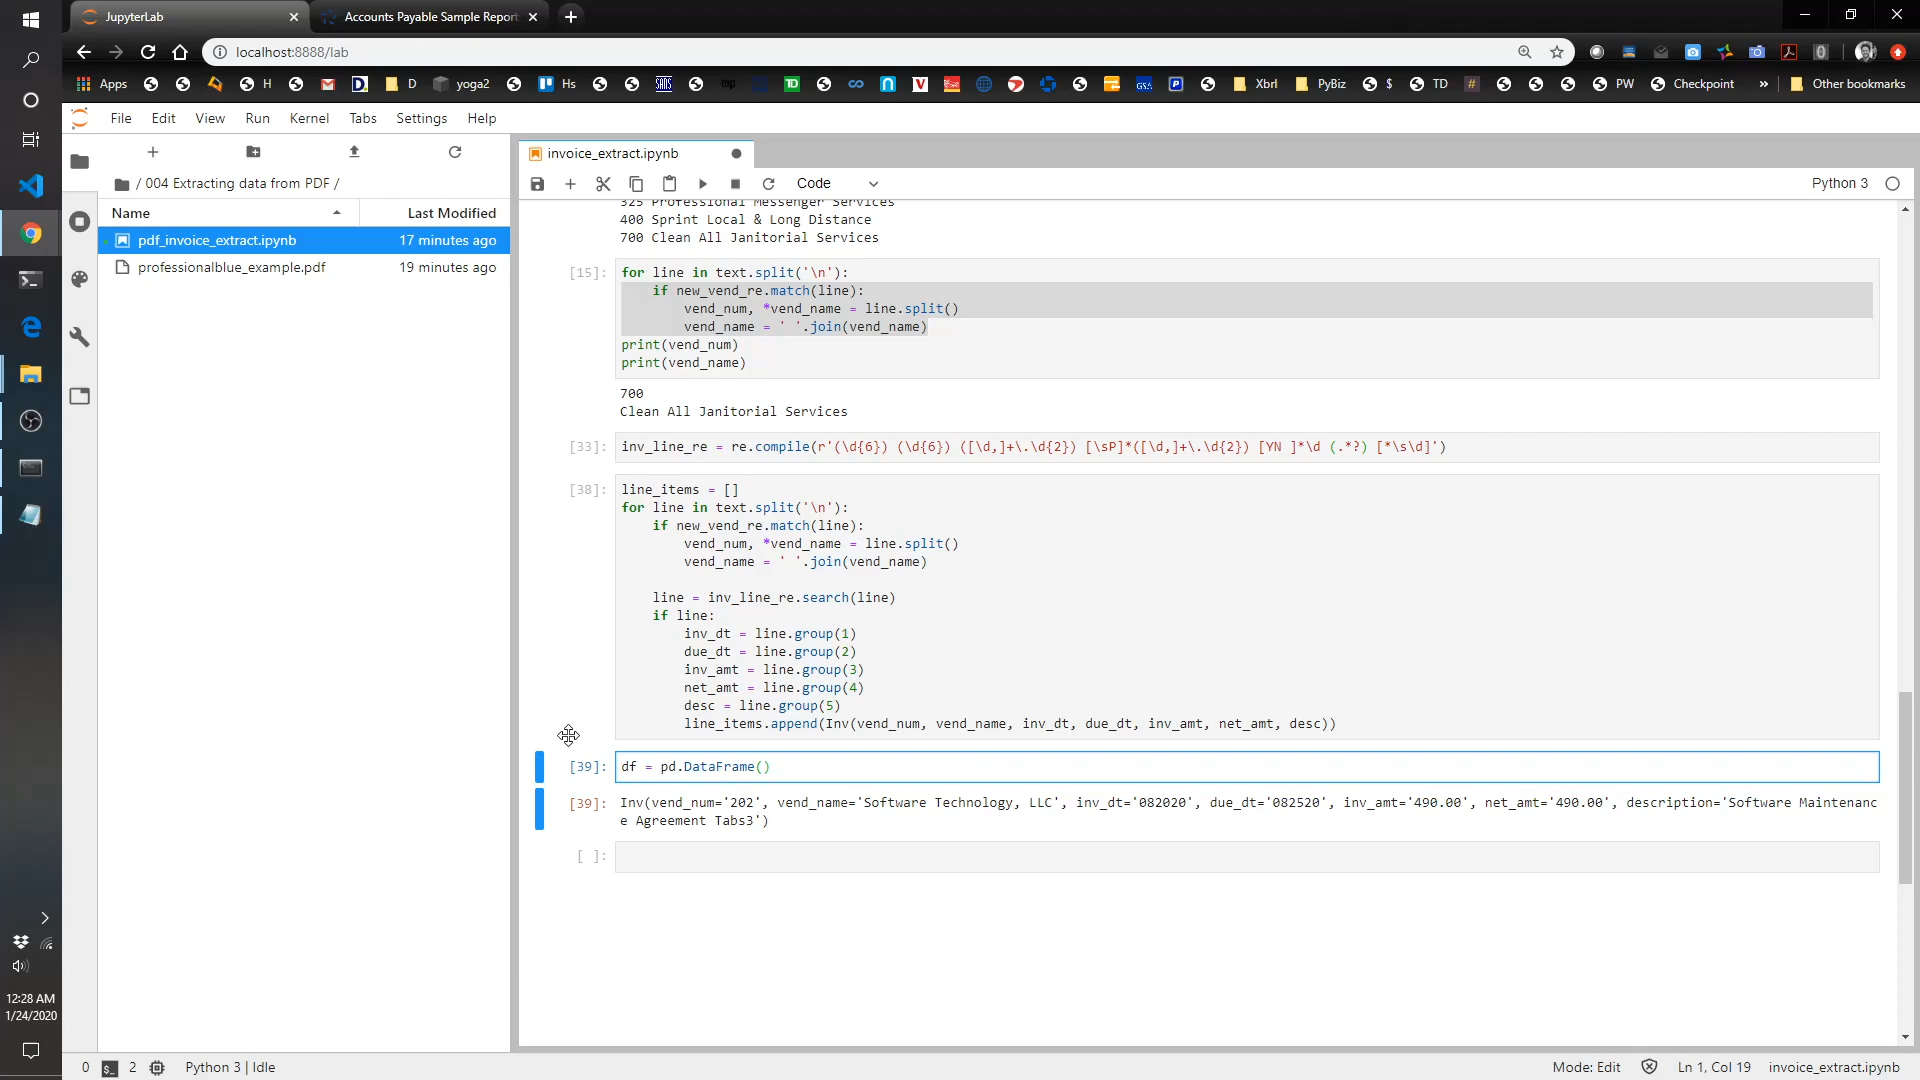 JupyterLab
Accounts Payable Sample Report
localhost:8888/lab
Apps
H
D
yoga2
Hs
Xbrl
PyBiz
$
TD
PW
Checkpoint
»
Other bookmarks
File Edit View Run Kernel Tabs Settings Help
/ 004 Extracting data from PDF /
Name
Last Modified
pdf_invoice_extract.ipynb
17 minutes ago
professionalblue_example.pdf
19 minutes ago
invoice_extract.ipynb
Code
Python 3
325 Professional Messenger Services
400 Sprint Local & Long Distance
700 Clean All Janitorial Services
[15]: for line in text.split('\n'):
    if new_vend_re.match(line):
        vend_num, *vend_name = line.split()
        vend_name = ' '.join(vend_name)
print(vend_num)
print(vend_name)
700
Clean All Janitorial Services
[33]: inv_line_re = re.compile(r'(\d{6}) (\d{6}) ([\d,]+\.\d{2}) [\sP]*([\d,]+\.\d{2}) [YN ]*\d (.*?) [*\s\d]')
[38]: line_items = []
for line in text.split('\n'):
    if new_vend_re.match(line):
        vend_num, *vend_name = line.split()
        vend_name = ' '.join(vend_name)
    line = inv_line_re.search(line)
    if line:
        inv_dt = line.group(1)
        due_dt = line.group(2)
        inv_amt = line.group(3)
        net_amt = line.group(4)
        desc = line.group(5)
        line_items.append(Inv(vend_num, vend_name, inv_dt, due_dt, inv_amt, net_amt, desc))
[39]: df = pd.DataFrame()
[39]: Inv(vend_num='202', vend_name='Software Technology, LLC', inv_dt='082020', due_dt='082520', inv_amt='490.00', net_amt='490.00', description='Software Maintenanc
e Agreement Tabs3')
[ ]:
12:28 AM
1/24/2020
0
2
Python 3 | Idle
Mode: Edit
Ln 1, Col 19
invoice_extract.ipynb